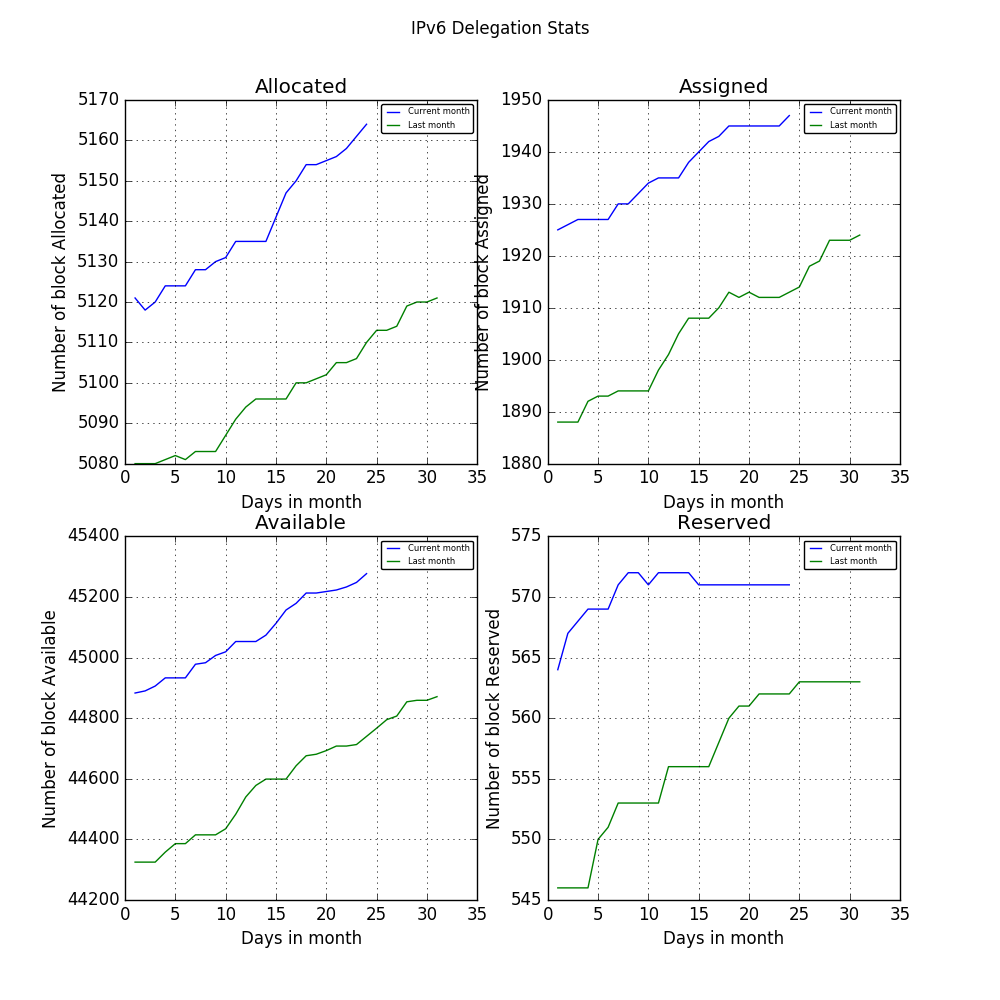 IPv6 Delegation Stats
Allocated
Number of block Allocated
5170
5160
5150
5140
5130
5120
5110
5100
5090
5080
0 5 10 15 20 25 30 35
Days in month
Current month
Last month
Assigned
Number of block Assigned
1950
1940
1930
1920
1910
1900
1890
1880
0 5 10 15 20 25 30 35
Days in month
Current month
Last month
Available
Number of block Available
45400
45200
45000
44800
44600
44400
44200
0 5 10 15 20 25 30 35
Days in month
Current month
Last month
Reserved
Number of block Reserved
575
570
565
560
555
550
545
0 5 10 15 20 25 30 35
Days in month
Current month
Last month